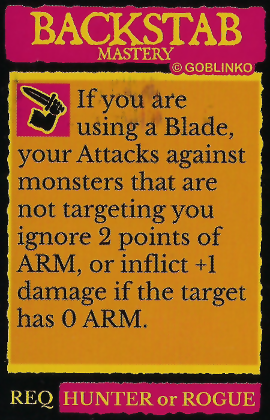 BACKSTAB
MASTERY
© GOBLINKO
If you are
using a Blade,
your Attacks against
monsters that are
not targeting you
ignore 2 points of
ARM, or inflict +1
damage if the target
has 0 ARM.
REQ HUNTER or ROGUE